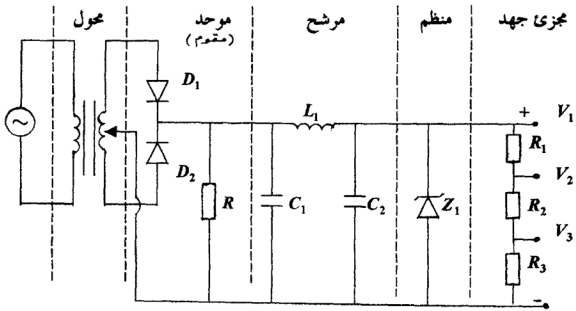 محول
موحد
(مقوم)
مرشح
منظم
مجزئ جهد
D1
D2
R
C1
L1
C2
Z1
+
V1
R1
V2
R2
V3
R3
-